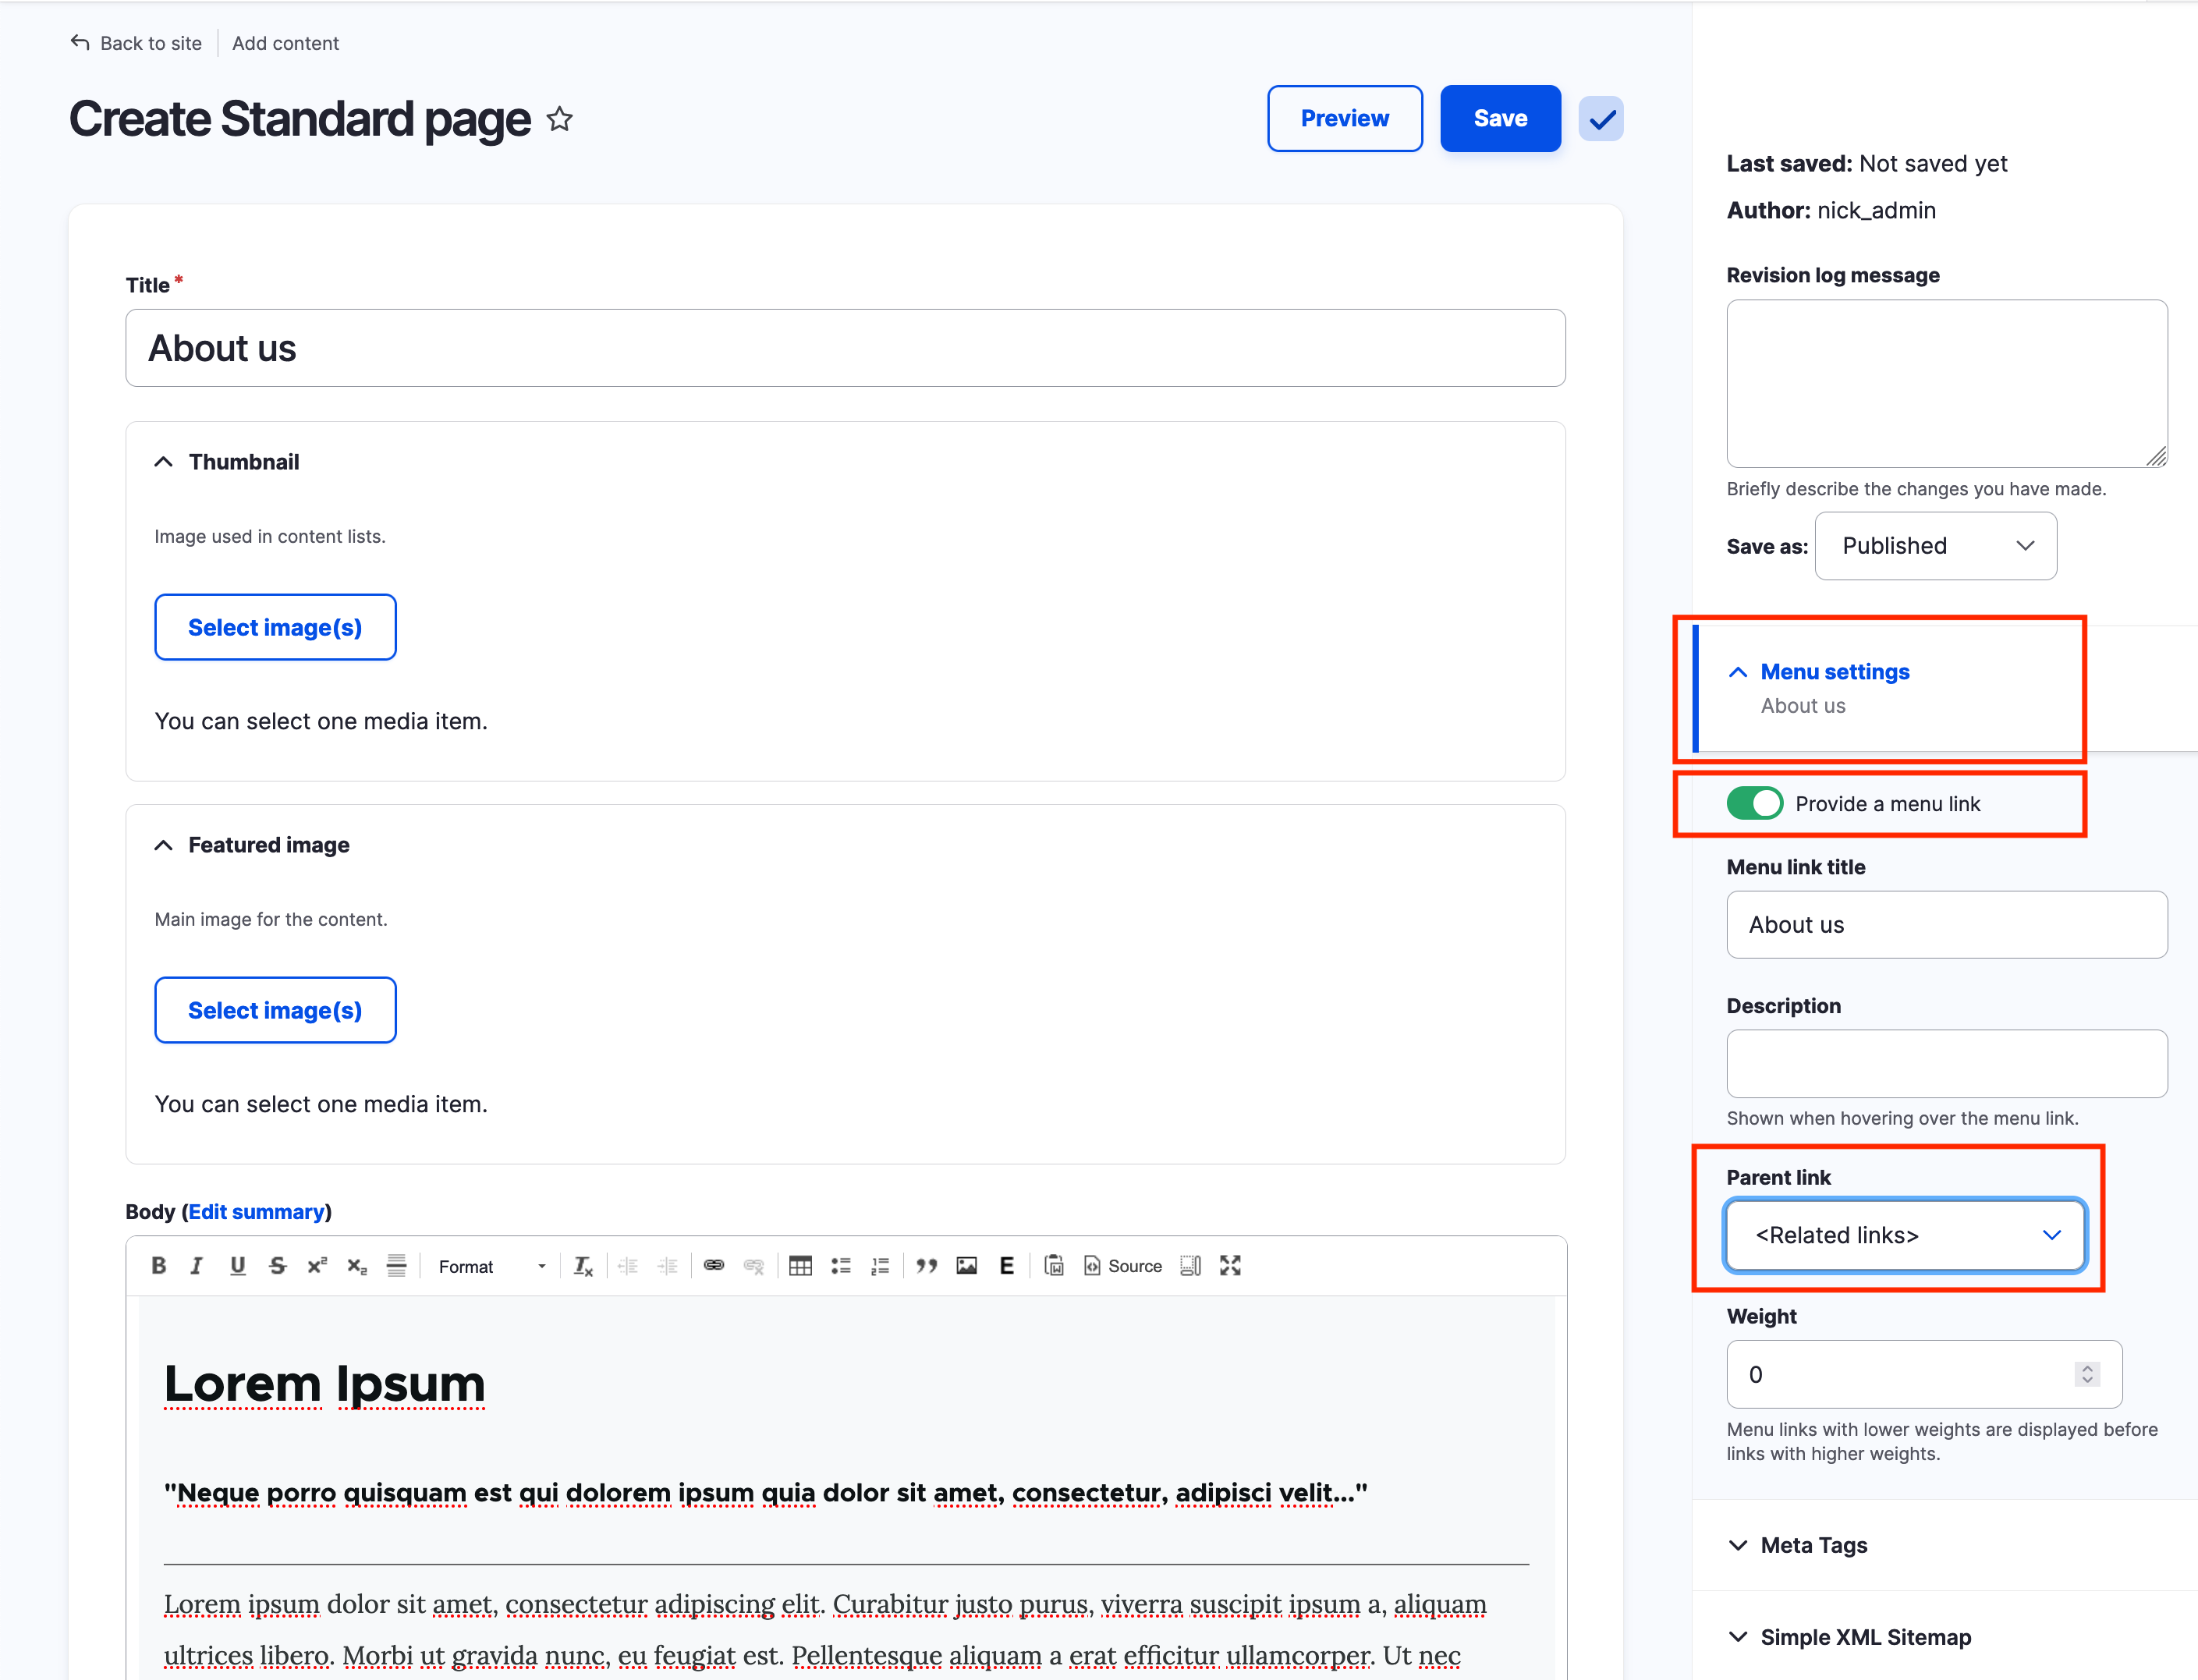 Back to site
Add content
Create Standard page
Preview
Save
Title *
About us
Thumbnail
Image used in content lists.
Select image(s)
You can select one media item.
Featured image
Main image for the content.
Select image(s)
You can select one media item.
Body (Edit summary)
B I U S x² x₂ Format Tx E Source
Lorem Ipsum
"Neque porro quisquam est qui dolorem ipsum quia dolor sit amet, consectetur, adipisci velit..."
Lorem ipsum dolor sit amet, consectetur adipiscing elit. Curabitur justo purus, viverra suscipit ipsum a, aliquam
ultrices libero. Morbi ut gravida nunc, eu feugiat est. Pellentesque aliquam a erat efficitur ullamcorper. Ut nec
Last saved: Not saved yet
Author: nick_admin
Revision log message
Briefly describe the changes you have made.
Save as: Published
Menu settings
About us
Provide a menu link
Menu link title
About us
Description
Shown when hovering over the menu link.
Parent link
<Related links>
Weight
0
Menu links with lower weights are displayed before
links with higher weights.
Meta Tags
Simple XML Sitemap